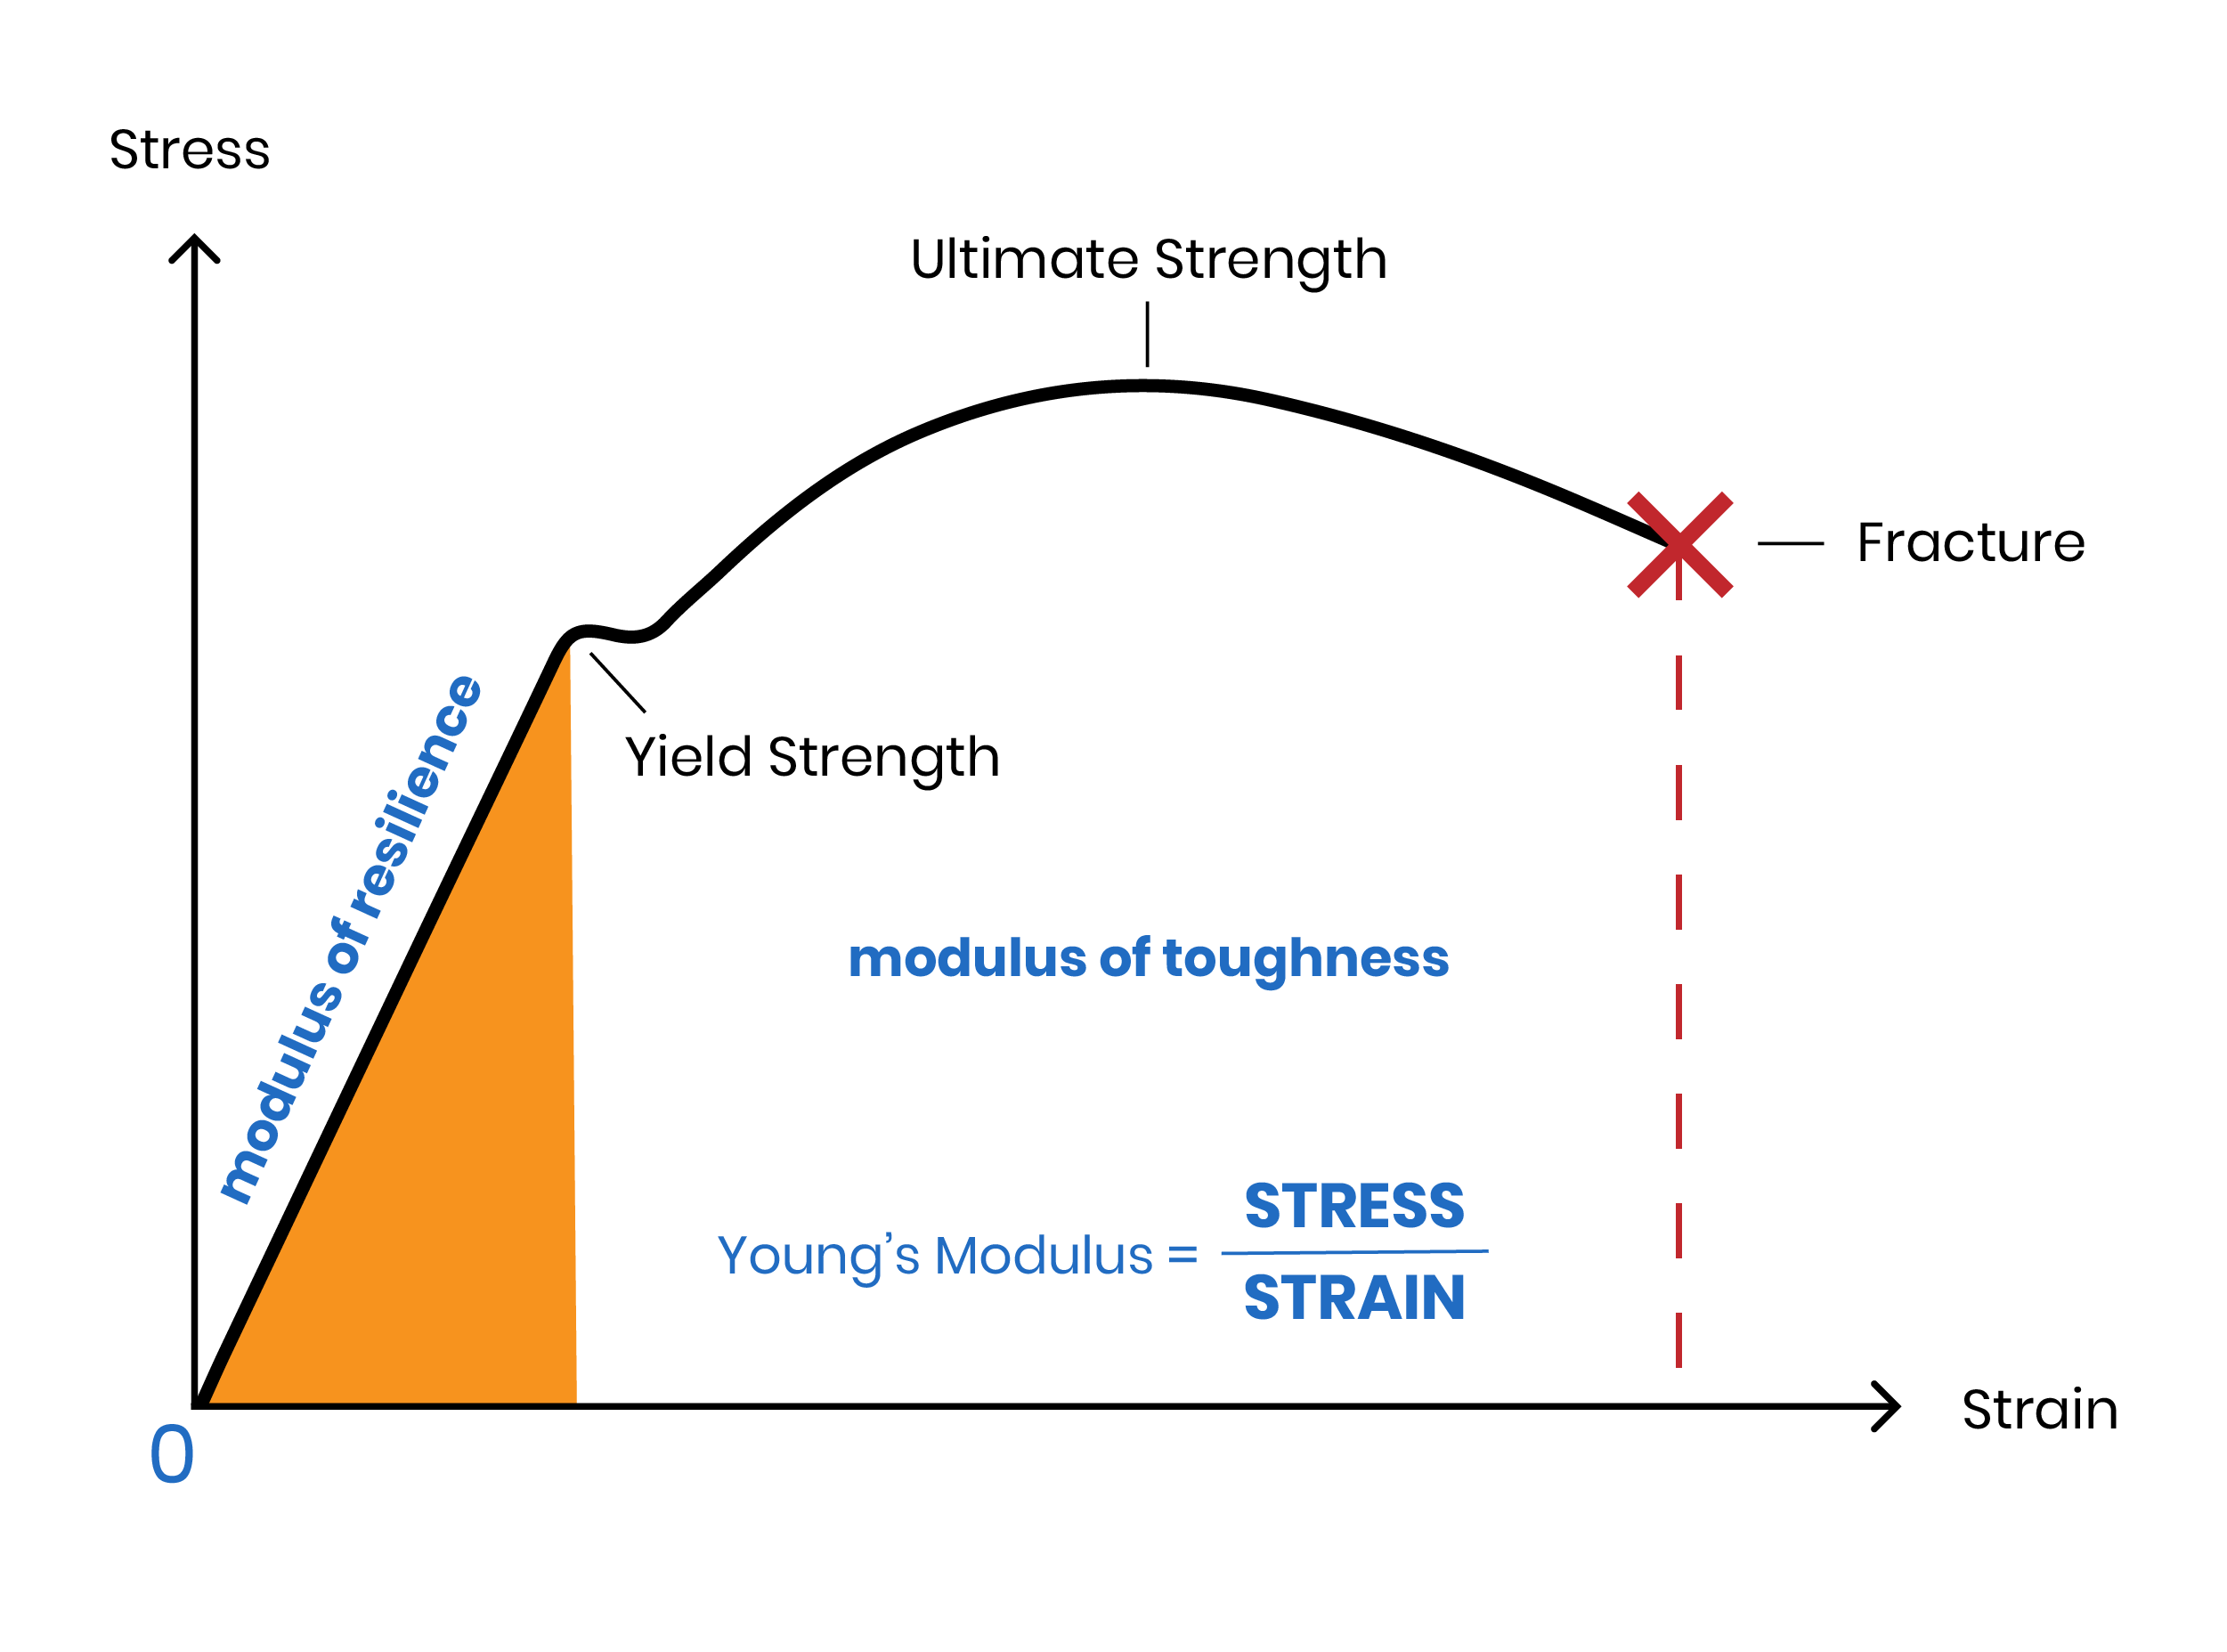 Stress
Ultimate Strength
Fracture
Yield Strength
modulus of resilience
modulus of toughness
Young's Modulus =
STRESS
STRAIN
Strain
0